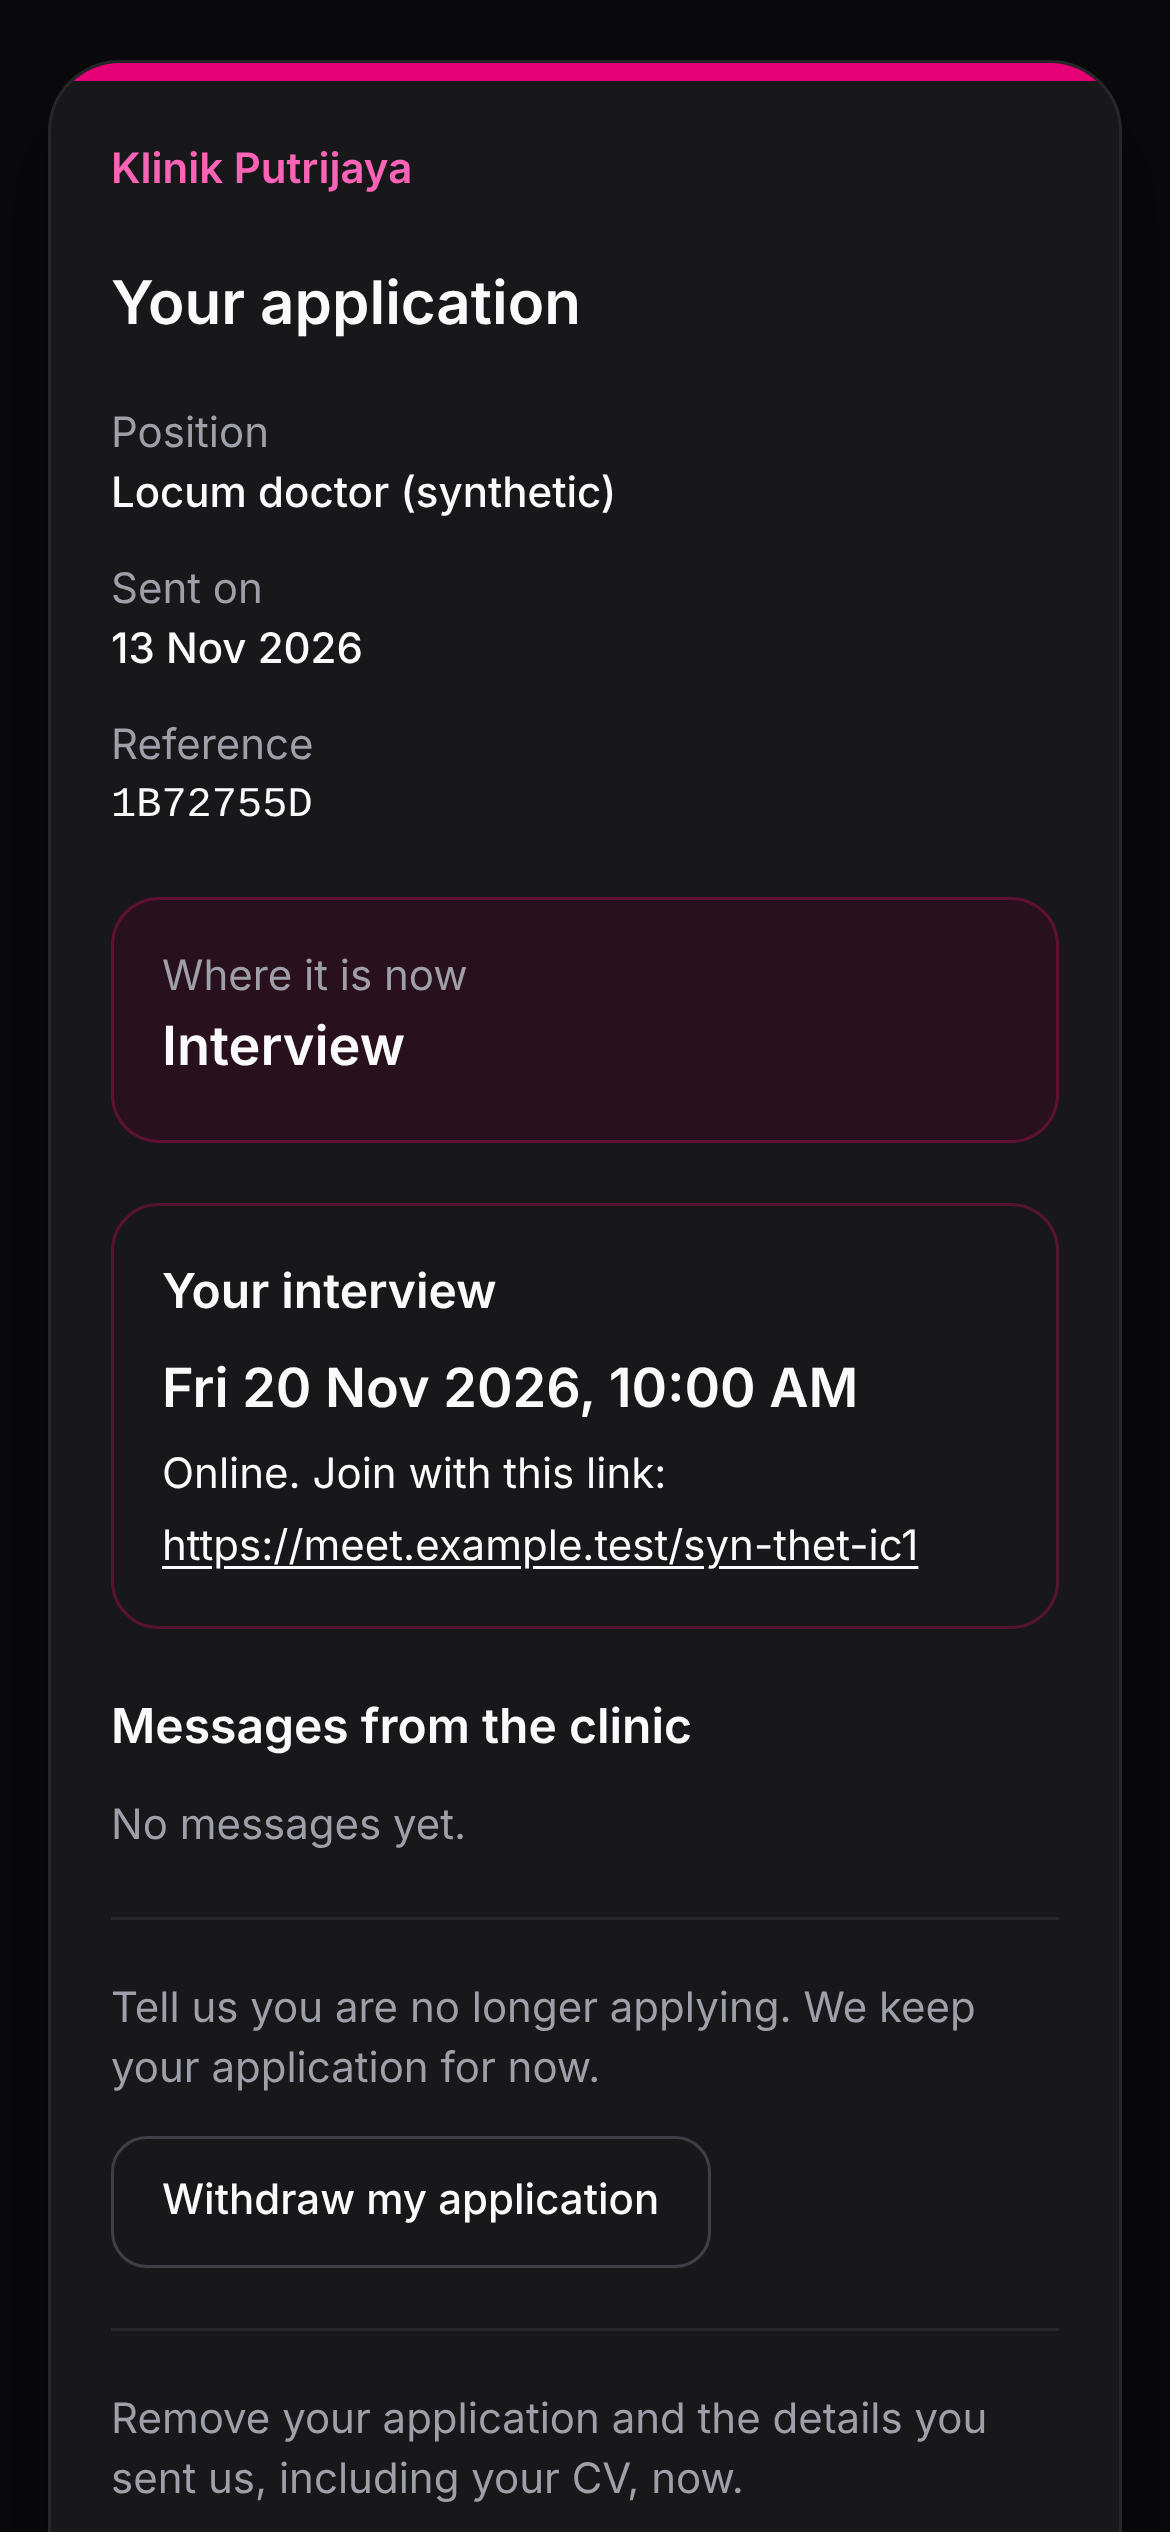 Klinik Putrijaya
Your application
Position
Locum doctor (synthetic)
Sent on
13 Nov 2026
Reference
1B72755D
Where it is now
Interview
Your interview
Fri 20 Nov 2026, 10:00 AM
Online. Join with this link:
https://meet.example.test/syn-thet-ic1
Messages from the clinic
No messages yet.
Tell us you are no longer applying. We keep
your application for now.
Withdraw my application
Remove your application and the details you
sent us, including your CV, now.